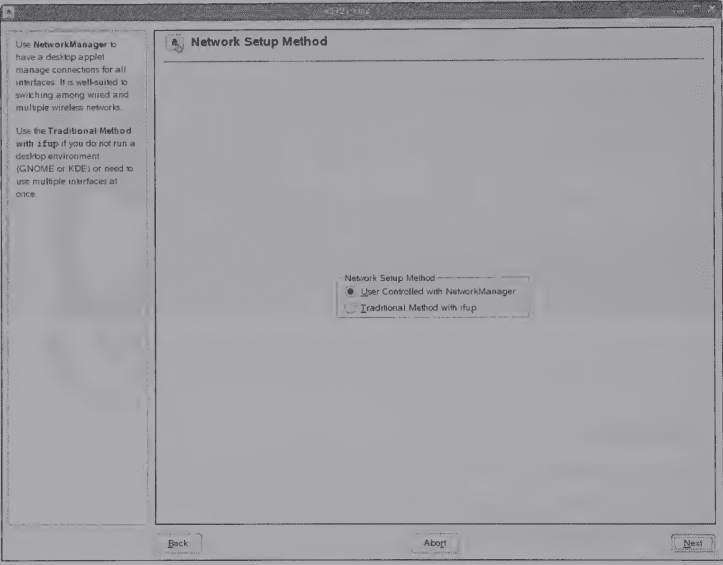 Use NetworkManager to
have a desktop applet
manage connections for all
interfaces. It is well-suited to
switching among wired and
multiple wireless networks.
Use the Traditional Method
with ifup if you do not run a
desktop environment
(GNOME or KDE) or need to
use multiple interfaces at
once.
Network Setup Method
Network Setup Method
User Controlled with NetworkManager
Traditional Method with ifup
Back
Abort
Next